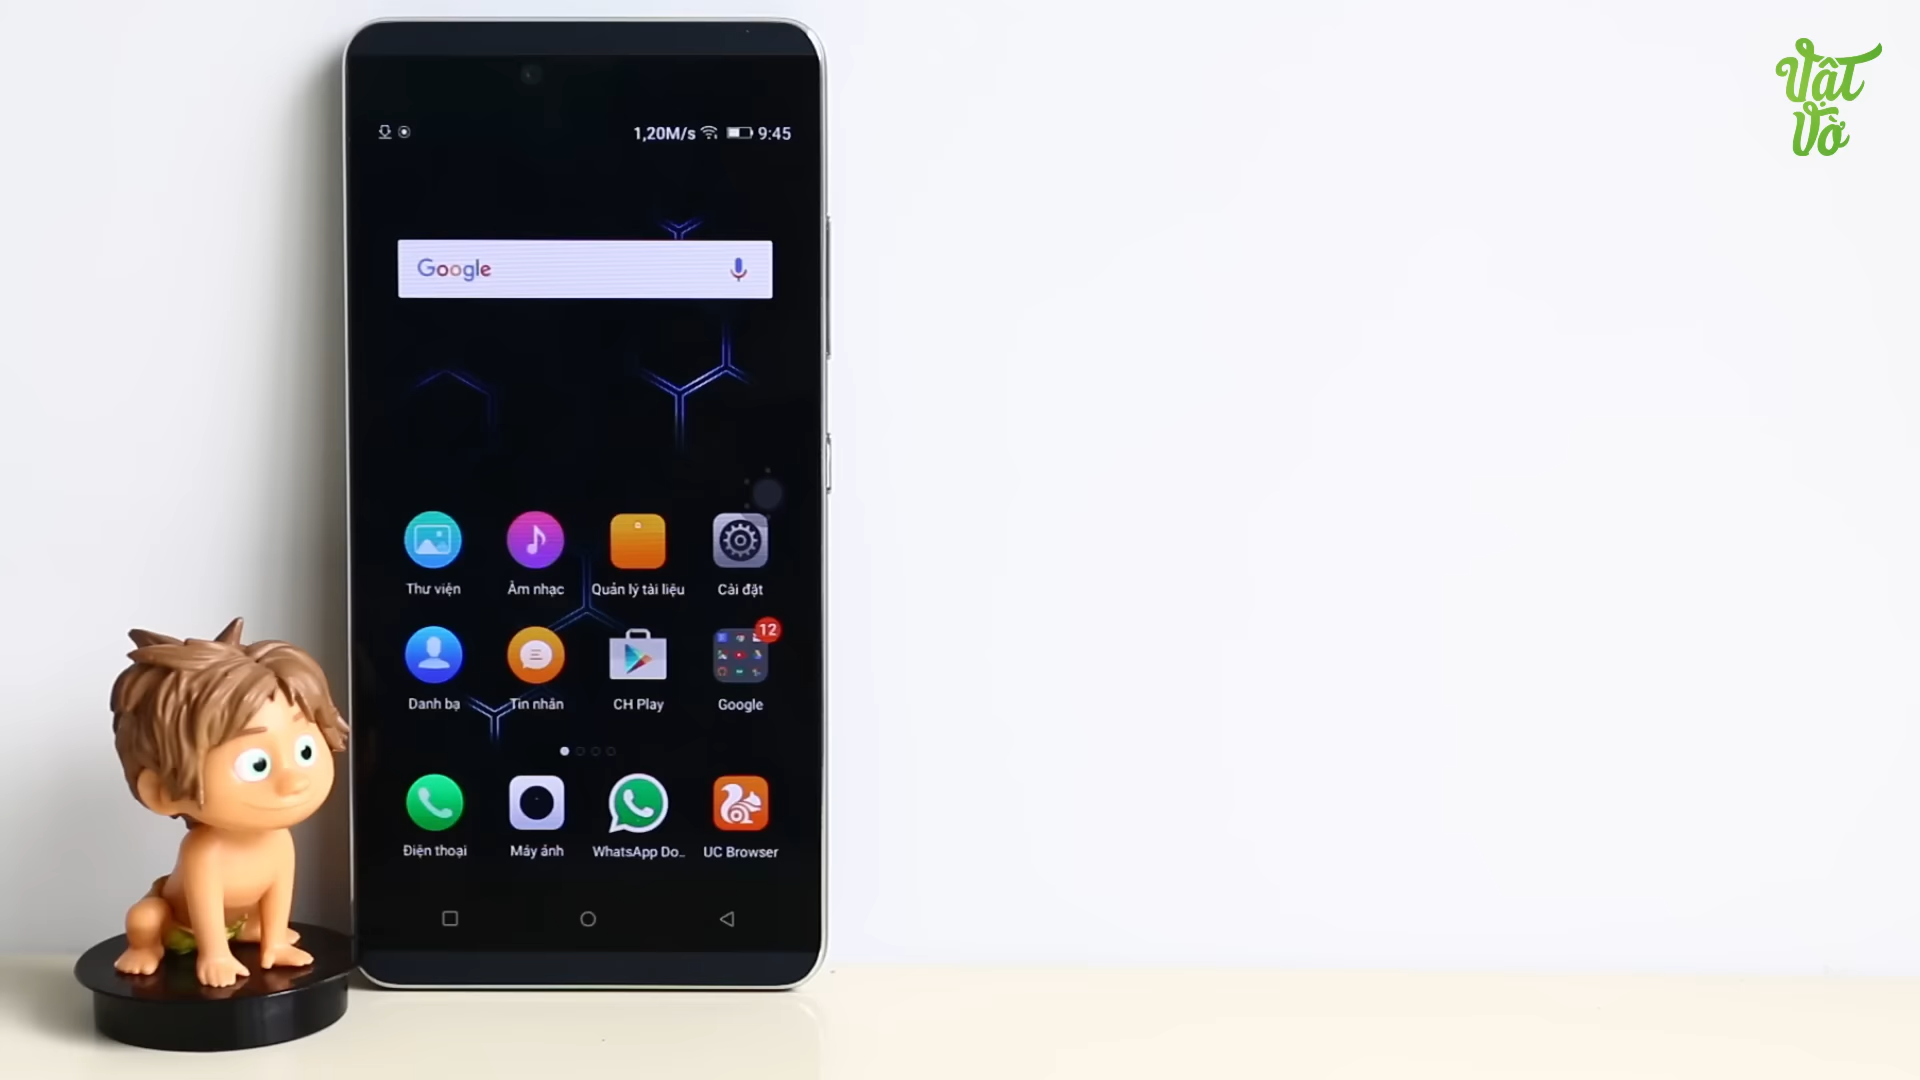 Vật
Vờ
1,20M/s 9:45
Google
Thư viện Âm nhạc Quản lý tài liệu Cài đặt
12
Danh bạ Tin nhắn CH Play Google
Điện thoại Máy ảnh WhatsApp Do.. UC Browser